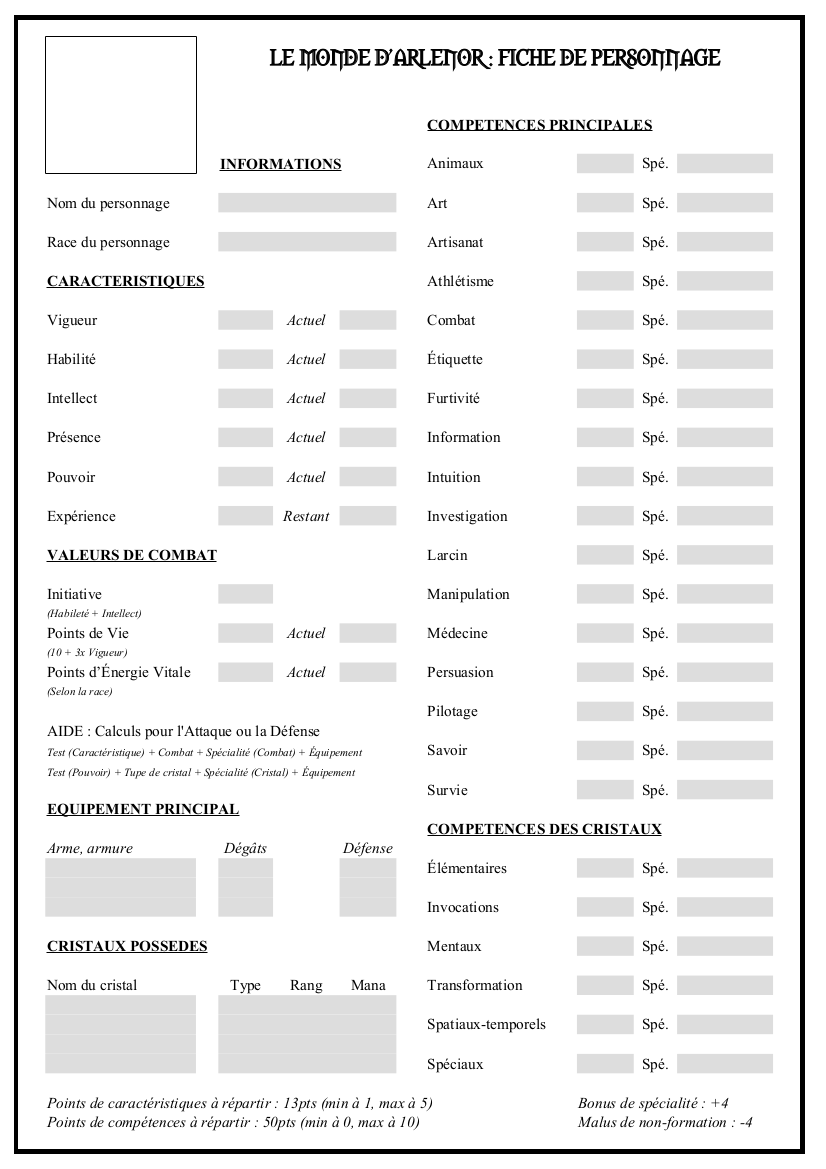 LE MONDE D'ARLENOR : FICHE DE PERSONNAGE
INFORMATIONS
Nom du personnage
Race du personnage
CARACTERISTIQUES
Vigueur Actuel
Habilité Actuel
Intellect Actuel
Présence Actuel
Pouvoir Actuel
Expérience Restant
VALEURS DE COMBAT
Initiative
(Habileté + Intellect)
Points de Vie Actuel
(10 + 3x Vigueur)
Points d'Énergie Vitale Actuel
(Selon la race)
AIDE : Calculs pour l'Attaque ou la Défense
Test (Caractéristique) + Combat + Spécialité (Combat) + Équipement
Test (Pouvoir) + Tupe de cristal + Spécialité (Cristal) + Équipement
EQUIPEMENT PRINCIPAL
Arme, armure Dégâts Défense
CRISTAUX POSSEDES
Nom du cristal Type Rang Mana
COMPETENCES PRINCIPALES
Animaux Spé.
Art Spé.
Artisanat Spé.
Athlétisme Spé.
Combat Spé.
Étiquette Spé.
Furtivité Spé.
Information Spé.
Intuition Spé.
Investigation Spé.
Larcin Spé.
Manipulation Spé.
Médecine Spé.
Persuasion Spé.
Pilotage Spé.
Savoir Spé.
Survie Spé.
COMPETENCES DES CRISTAUX
Élémentaires Spé.
Invocations Spé.
Mentaux Spé.
Transformation Spé.
Spatiaux-temporels Spé.
Spéciaux Spé.
Points de caractéristiques à répartir : 13pts (min à 1, max à 5)
Points de compétences à répartir : 50pts (min à 0, max à 10)
Bonus de spécialité : +4
Malus de non-formation : -4